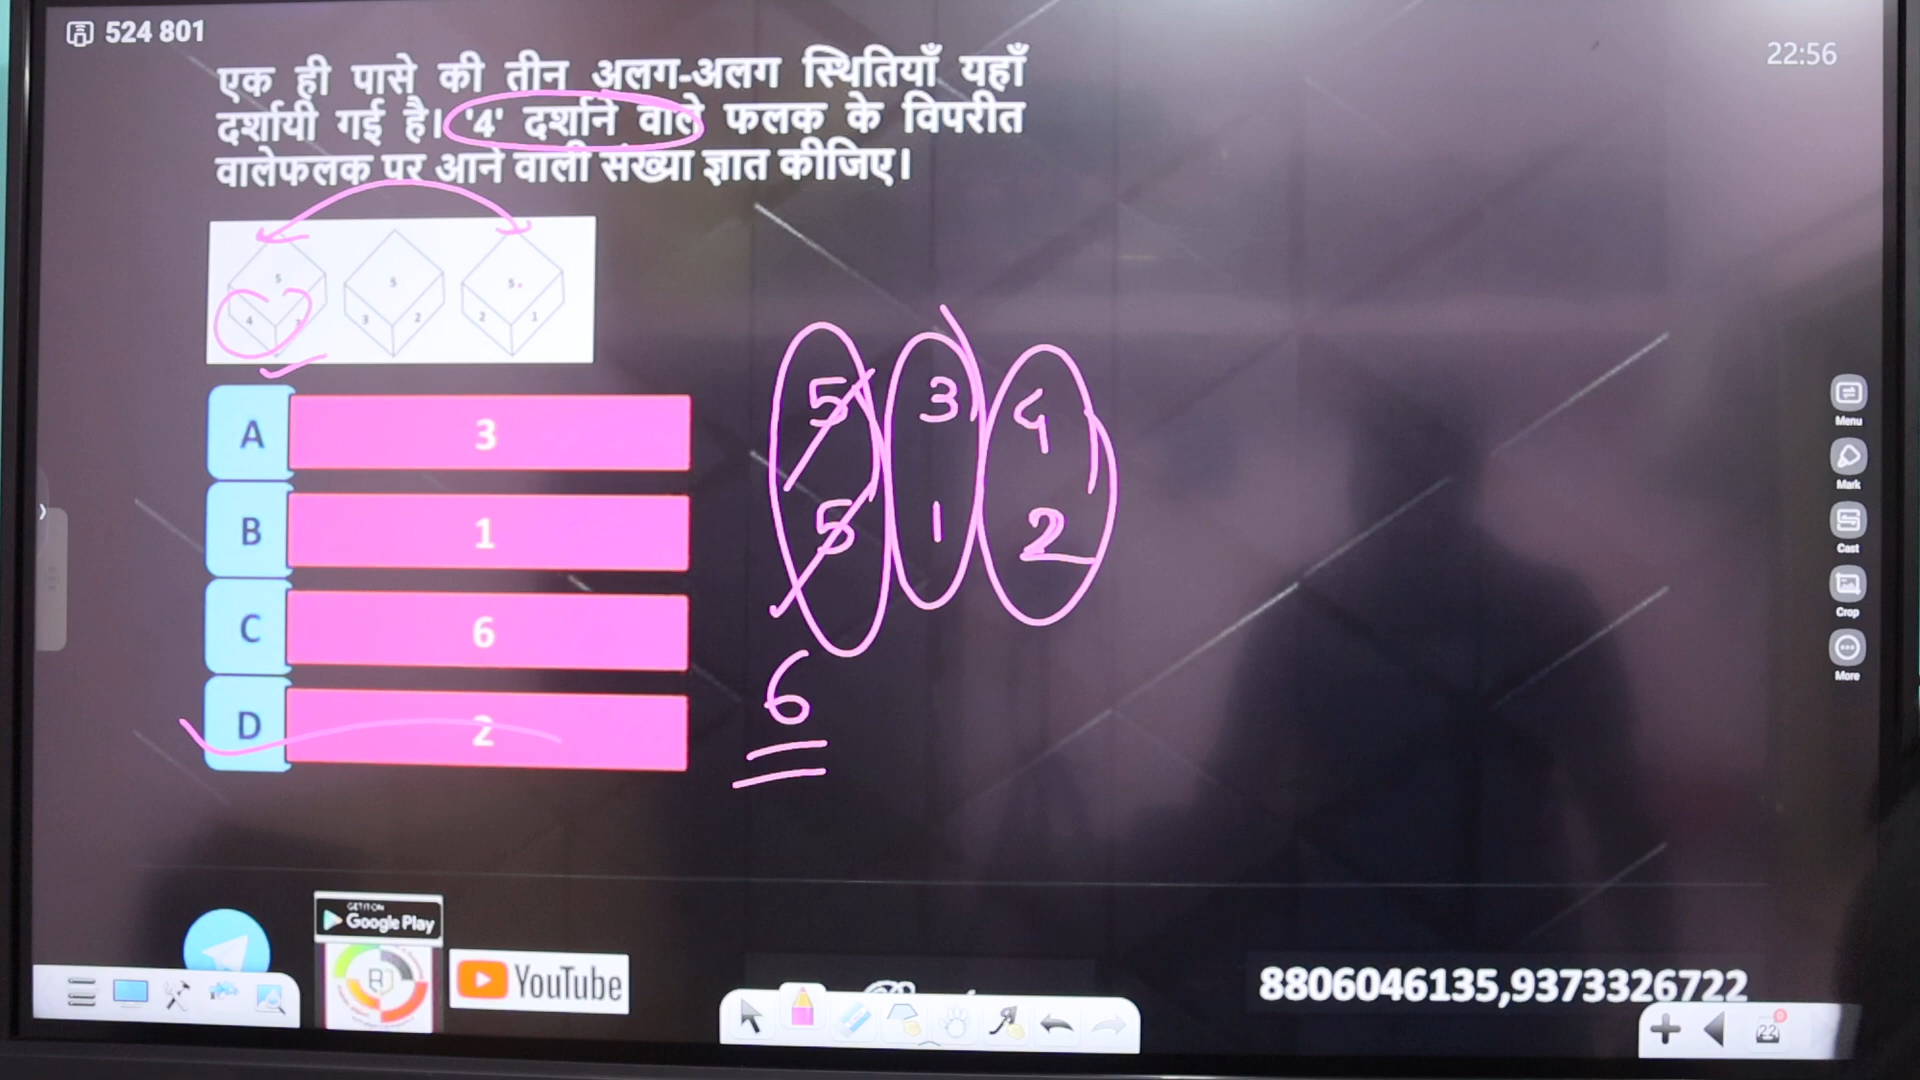 524 801
22:56
एक ही पासे की तीन अलग-अलग स्थितियाँ यहाँ
दर्शायी गई है। '4' दर्शाने वाले फलक के विपरीत
वालेफलक पर आने वाली संख्या ज्ञात कीजिए।
5 5 5
4 3 2 2 1
A 3
B 1
C 6
D 2
5 3 4
5 1 2
6
Menu
Mark
Cast
Crop
More
GET IT ON
Google Play
YouTube
8806046135,9373326722
22